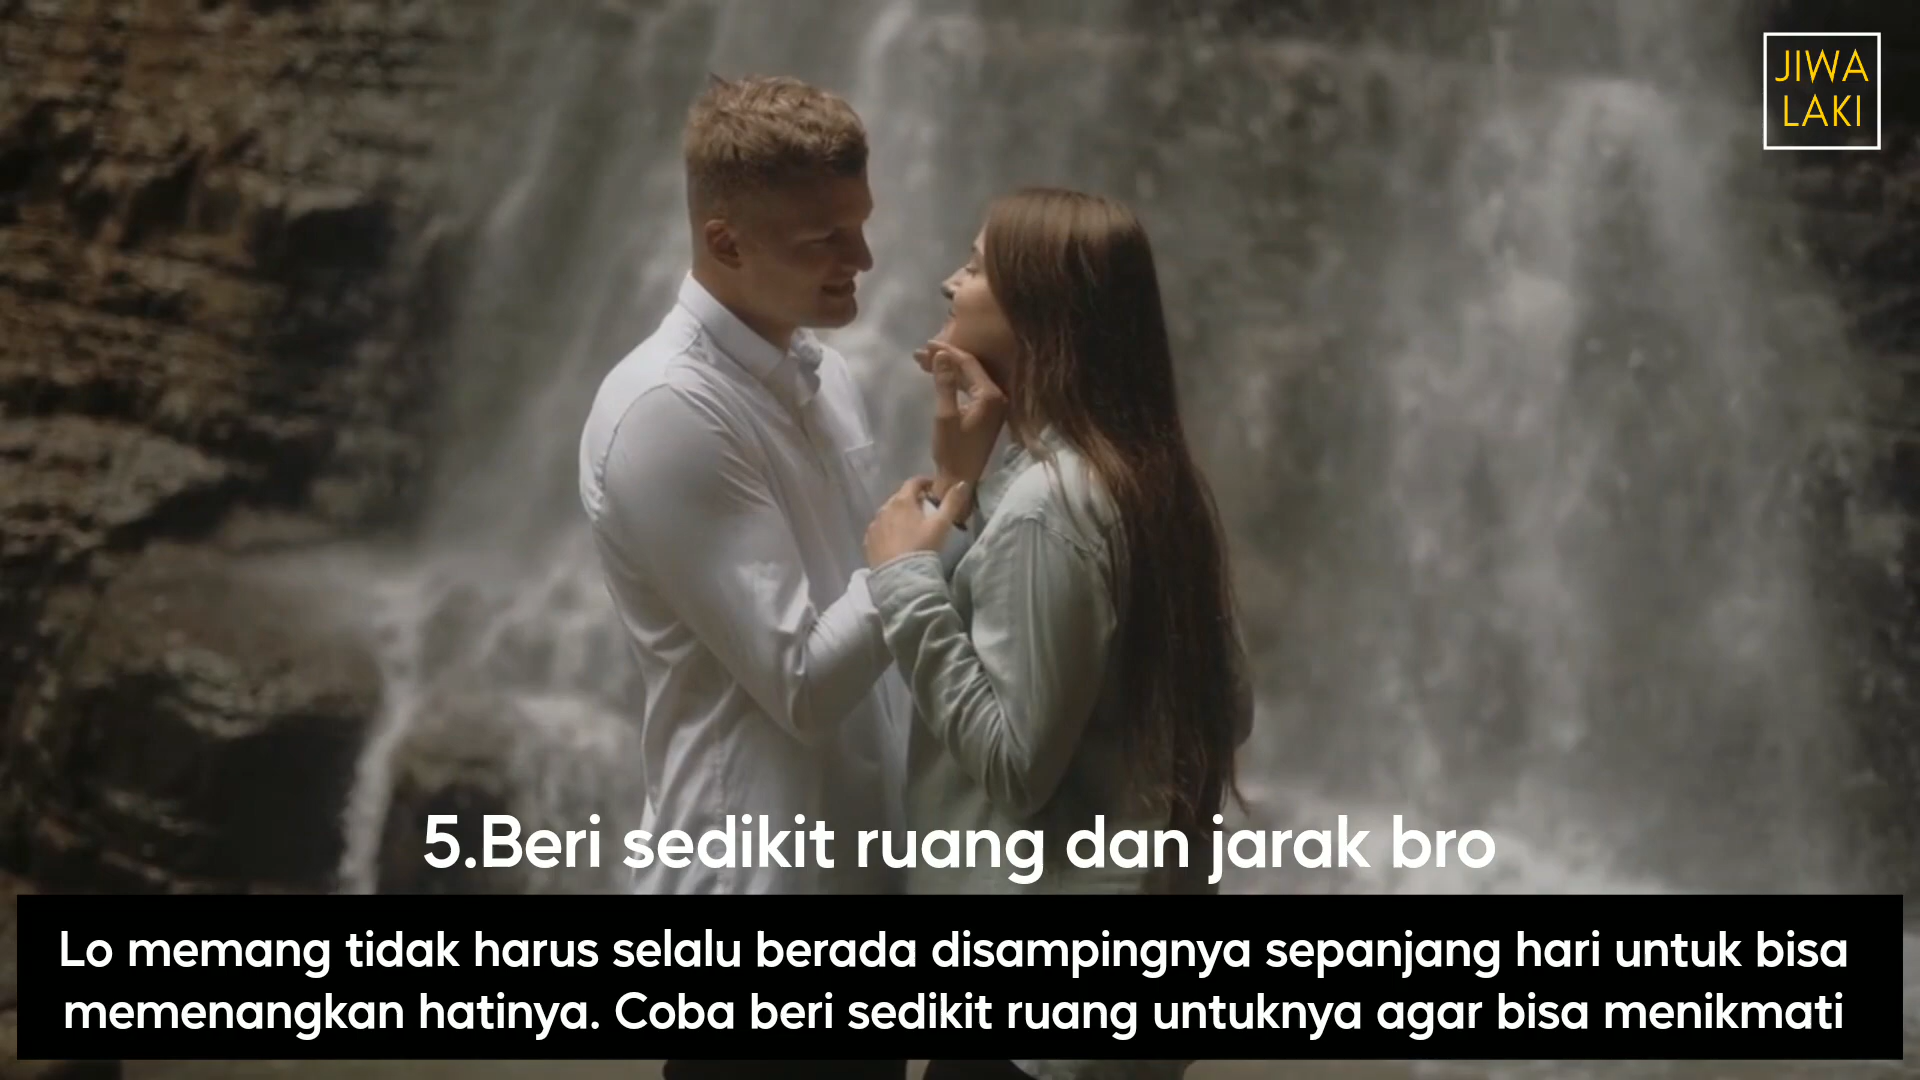 JIWA
LAKI
5.Beri sedikit ruang dan jarak bro
Lo memang tidak harus selalu berada disampingnya sepanjang hari untuk bisa
memenangkan hatinya. Coba beri sedikit ruang untuknya agar bisa menikmati